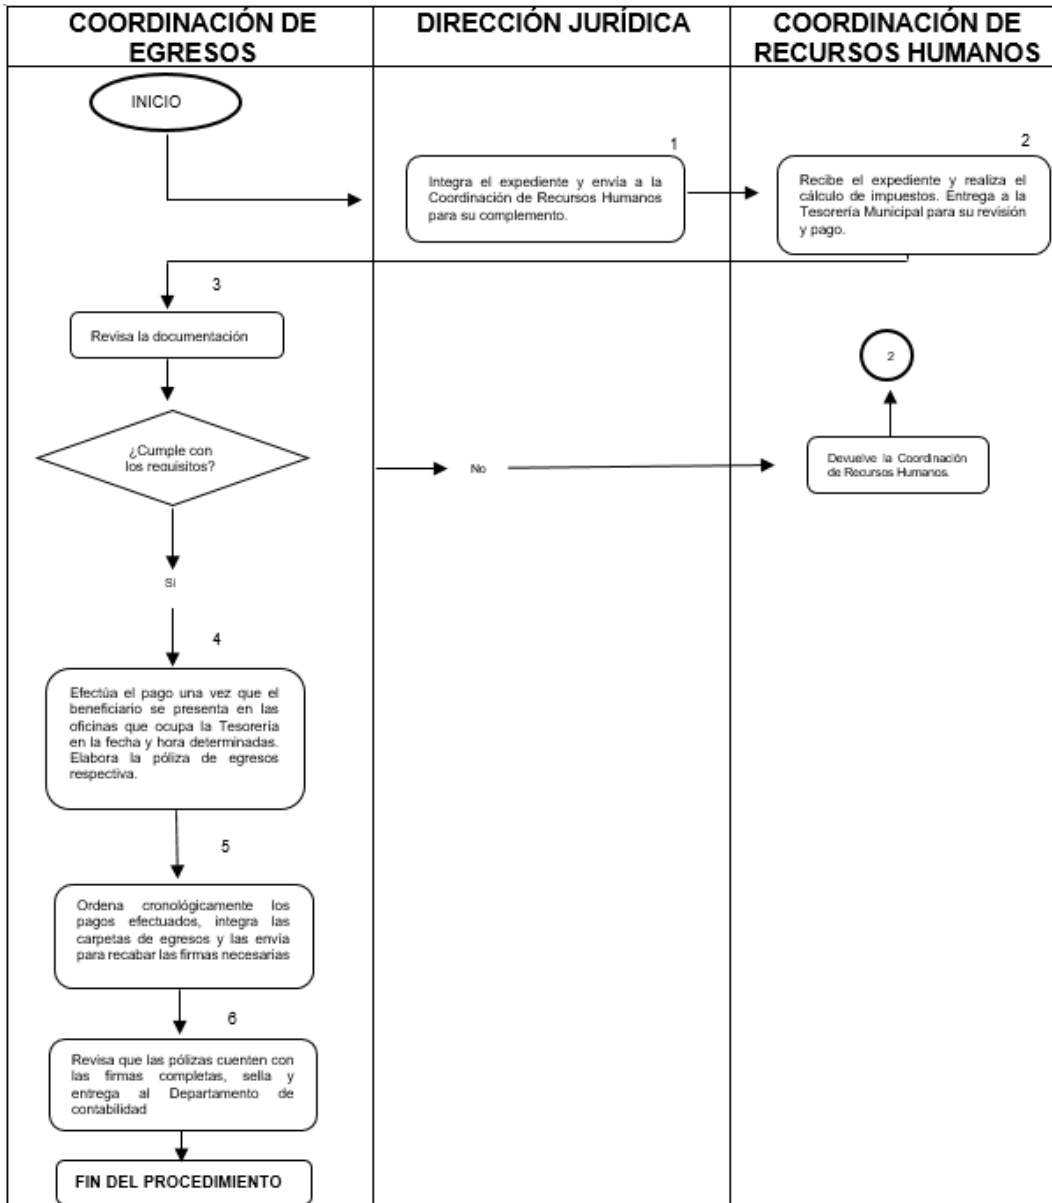 COORDINACIÓN DE
EGRESOS
DIRECCIÓN JURÍDICA
COORDINACIÓN DE
RECURSOS HUMANOS
INICIO
1
Integra el expediente y envía a la
Coordinación de Recursos Humanos
para su complemento.
2
Recibe el expediente y realiza el
cálculo de impuestos. Entrega a la
Tesorería Municipal para su revisión
y pago.
3
Revisa la documentación
2
¿Cumple con
los requisitos?
No
Devuelve la Coordinación
de Recursos Humanos.
Si
4
Efectúa el pago una vez que el
beneficiario se presenta en las
oficinas que ocupa la Tesorería
en la fecha y hora determinadas.
Elabora la póliza de egresos
respectiva.
5
Ordena cronológicamente los
pagos efectuados, integra las
carpetas de egresos y las envía
para recabar las firmas necesarias
6
Revisa que las pólizas cuenten con
las firmas completas, sella y
entrega al Departamento de
contabilidad
FIN DEL PROCEDIMIENTO